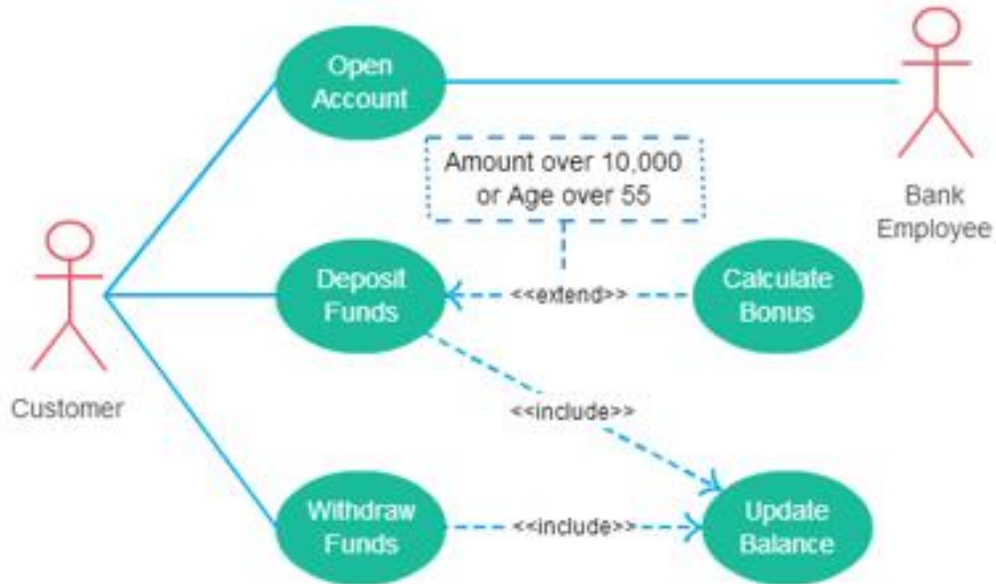 Open
Account
Amount over 10,000
or Age over 55
Bank
Employee
Deposit
Funds
<<extend>>
Calculate
Bonus
Customer
<<include>>
Withdraw
Funds
<<include>>
Update
Balance